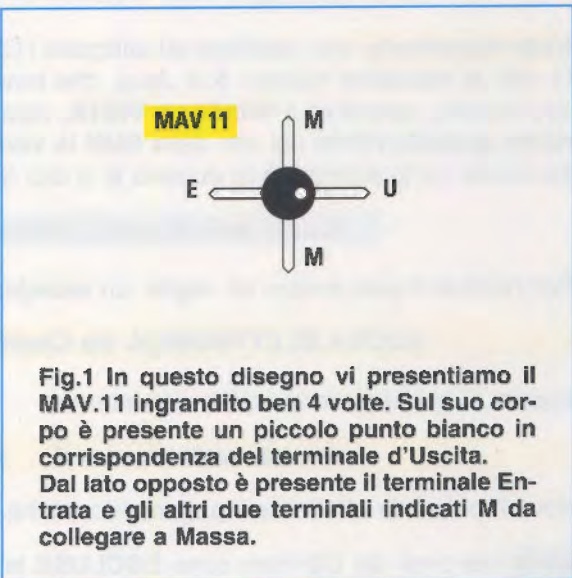 MAV 11
M
E
U
M
Fig.1 In questo disegno vi presentiamo il
MAV.11 ingrandito ben 4 volte. Sul suo cor-
po è presente un piccolo punto bianco in
corrispondenza del terminale d'Uscita.
Dal lato opposto è presente il terminale En-
trata e gli altri due terminali indicati M da
collegare a Massa.